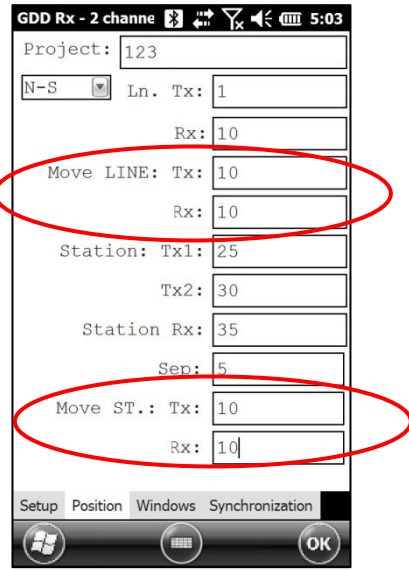 GDD Rx - 2 channe 5:03
Project: 123
N-S Ln. Tx: 1
Rx: 10
Move LINE: Tx: 10
Rx: 10
Station: Tx1: 25
Tx2: 30
Station Rx: 35
Sep: 5
Move ST.: Tx: 10
Rx: 10
Setup Position Windows Synchronization
OK